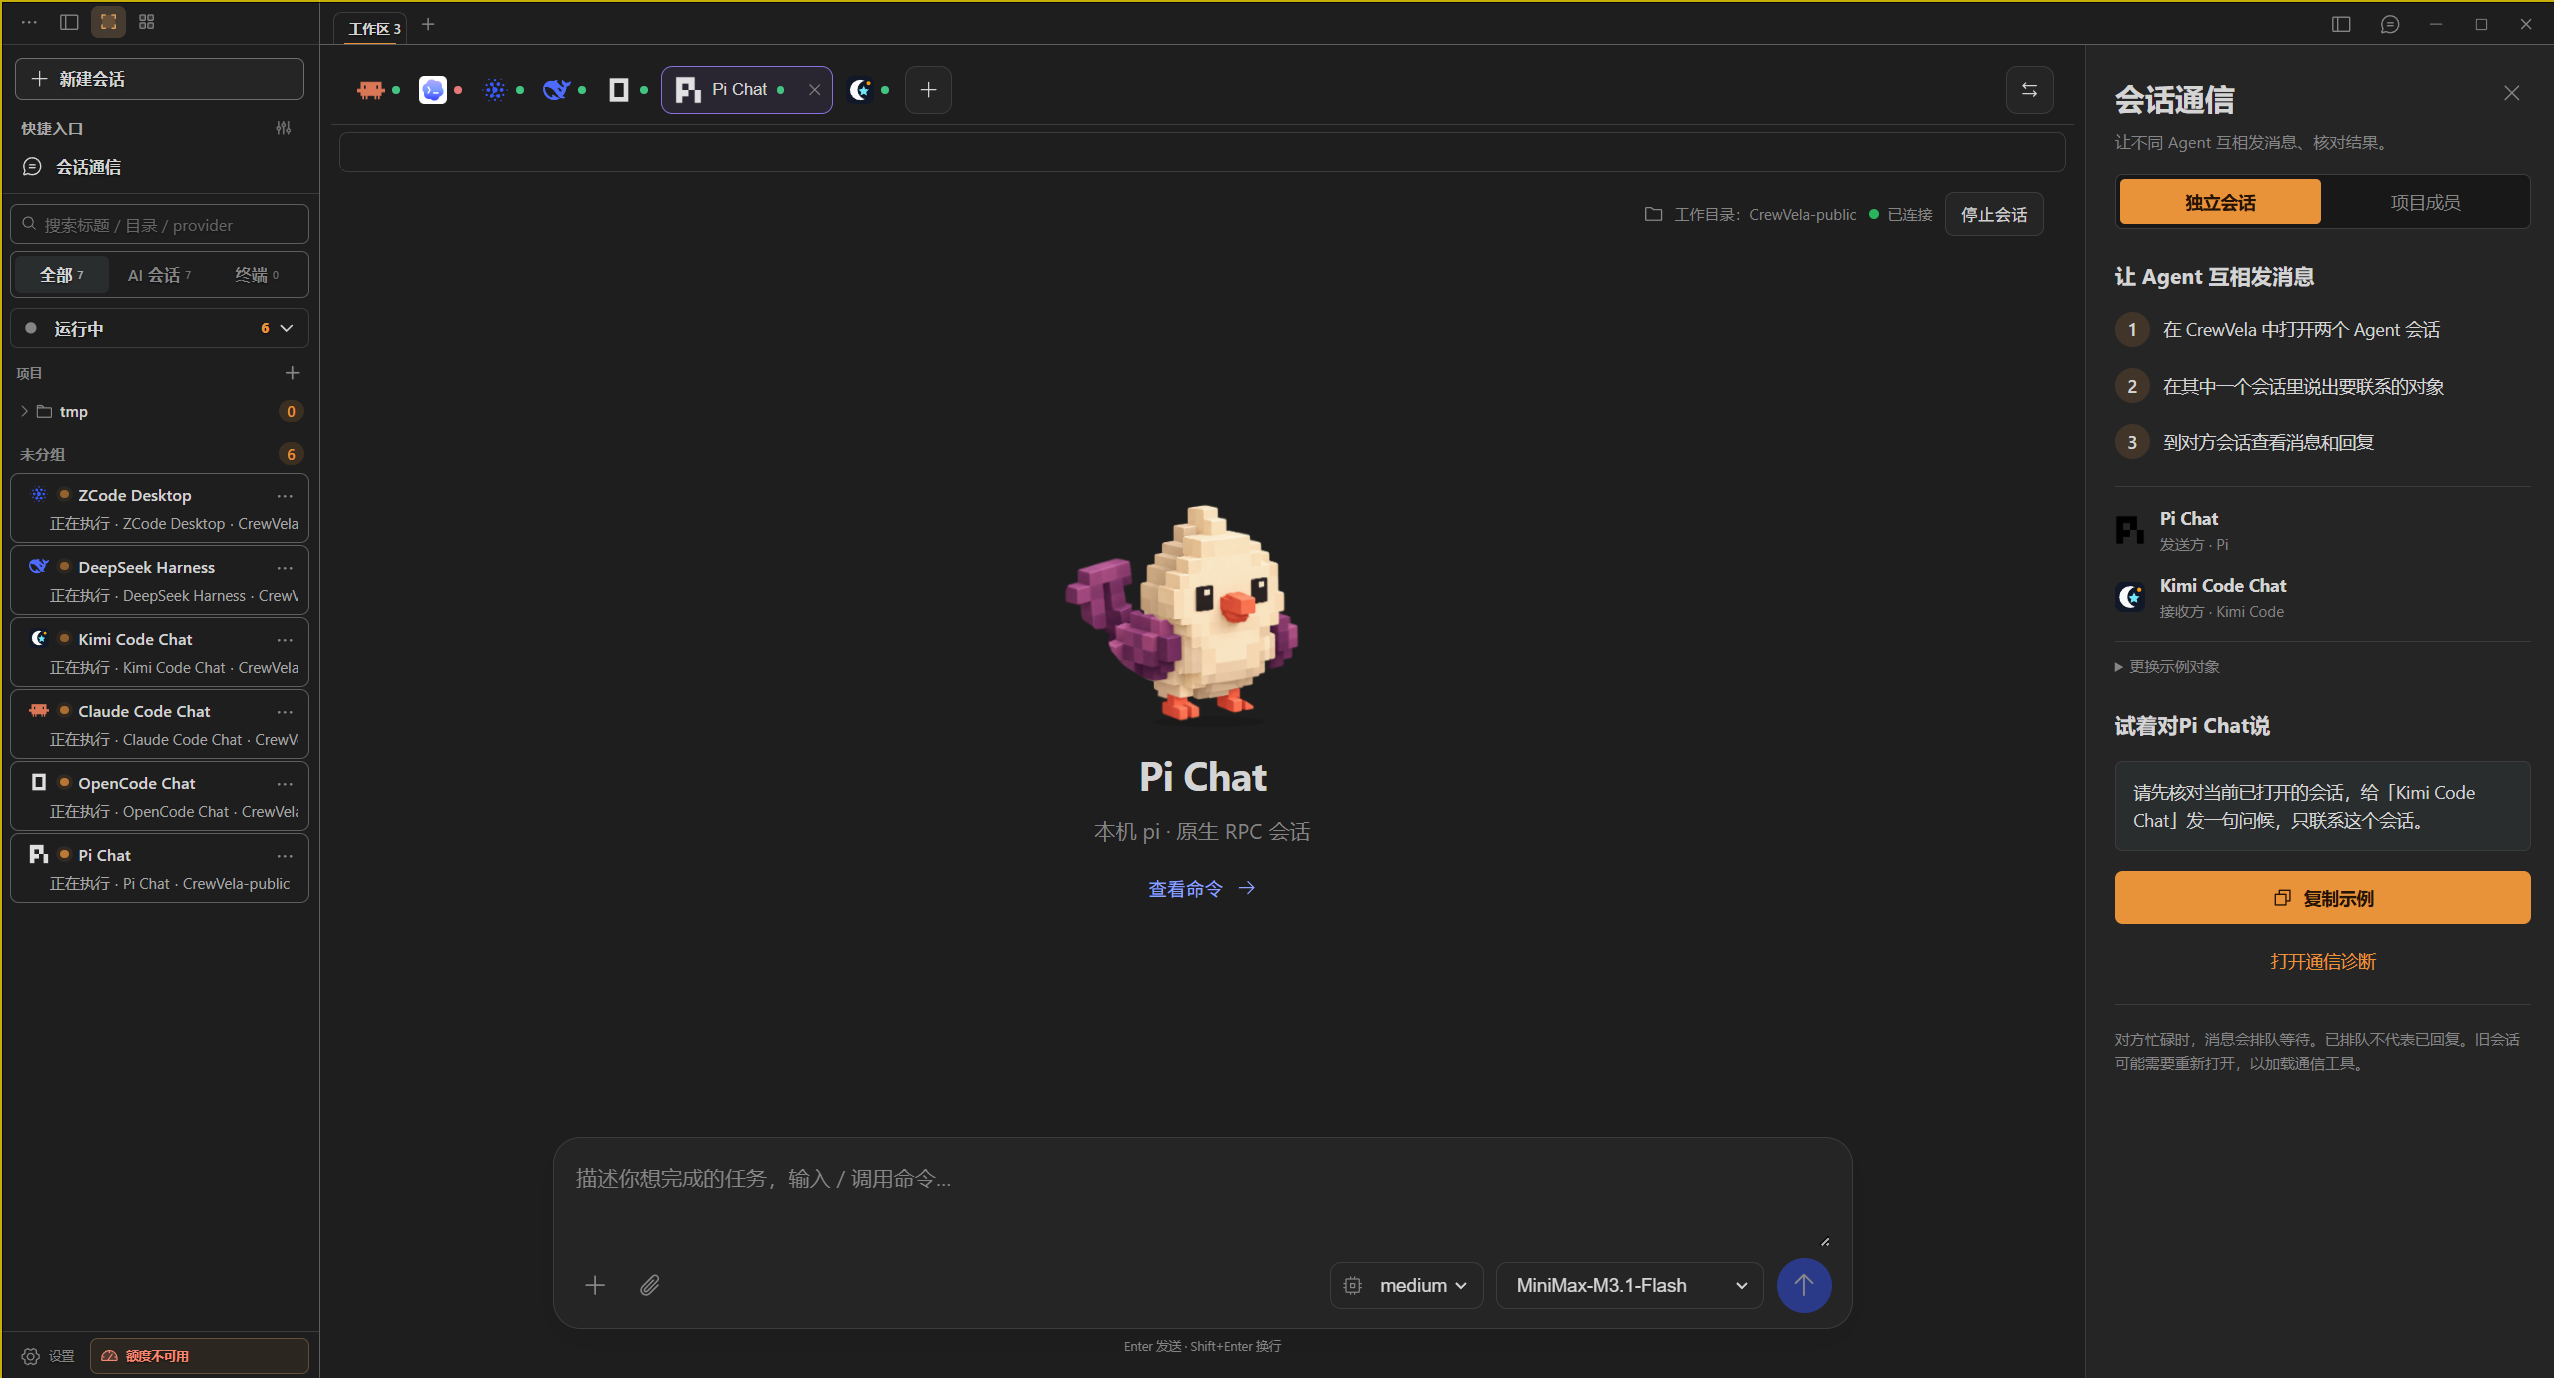 工作区 3
新建会话
快捷入口
会话通信
搜索标题 / 目录 / provider
全部 7
AI 会话 7
终端 0
运行中
6
项目
tmp
0
未分组
6
ZCode Desktop
正在执行 · ZCode Desktop · CrewVela
DeepSeek Harness
正在执行 · DeepSeek Harness · CrewV
Kimi Code Chat
正在执行 · Kimi Code Chat · CrewVela
Claude Code Chat
正在执行 · Claude Code Chat · CrewV
OpenCode Chat
正在执行 · OpenCode Chat · CrewVela
Pi Chat
正在执行 · Pi Chat · CrewVela-public
设置
额度不可用
Pi Chat
工作目录：CrewVela-public
已连接
停止会话
Pi Chat
本机 pi · 原生 RPC 会话
查看命令
描述你想完成的任务，输入 / 调用命令...
medium
MiniMax-M3.1-Flash
Enter 发送 · Shift+Enter 换行
会话通信
让不同 Agent 互相发消息、核对结果。
独立会话
项目成员
让 Agent 互相发消息
1 在 CrewVela 中打开两个 Agent 会话
2 在其中一个会话里说出要联系的对象
3 到对方会话查看消息和回复
Pi Chat
发送方 · Pi
Kimi Code Chat
接收方 · Kimi Code
更换示例对象
试着对Pi Chat说
请先核对当前已打开的会话，给「Kimi Code
Chat」发一句问候，只联系这个会话。
复制示例
打开通信诊断
对方忙碌时，消息会排队等待。已排队不代表已回复。旧会话
可能需要重新打开，以加载通信工具。